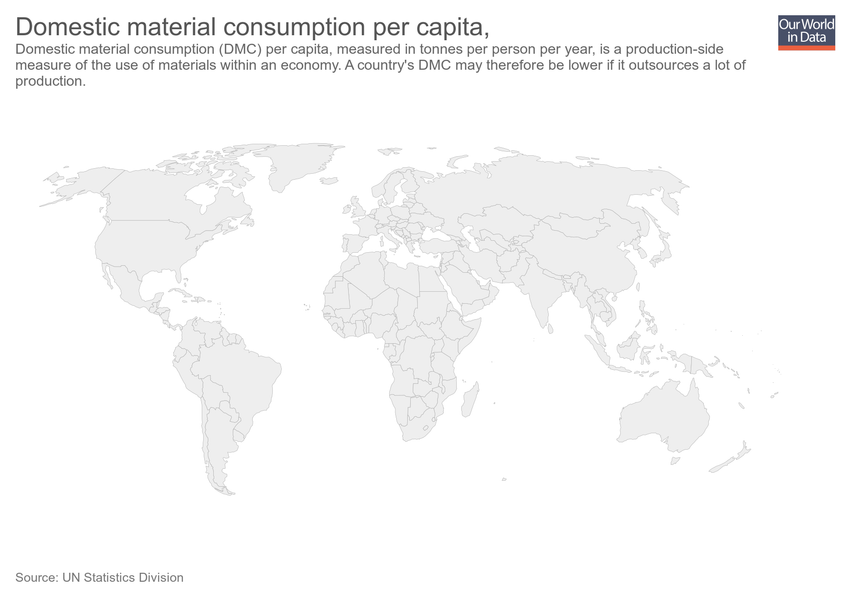 Domestic material consumption per capita,
Our World
in Data
Domestic material consumption (DMC) per capita, measured in tonnes per person per year, is a production-side
measure of the use of materials within an economy. A country's DMC may therefore be lower if it outsources a lot of
production.
Source: UN Statistics Division